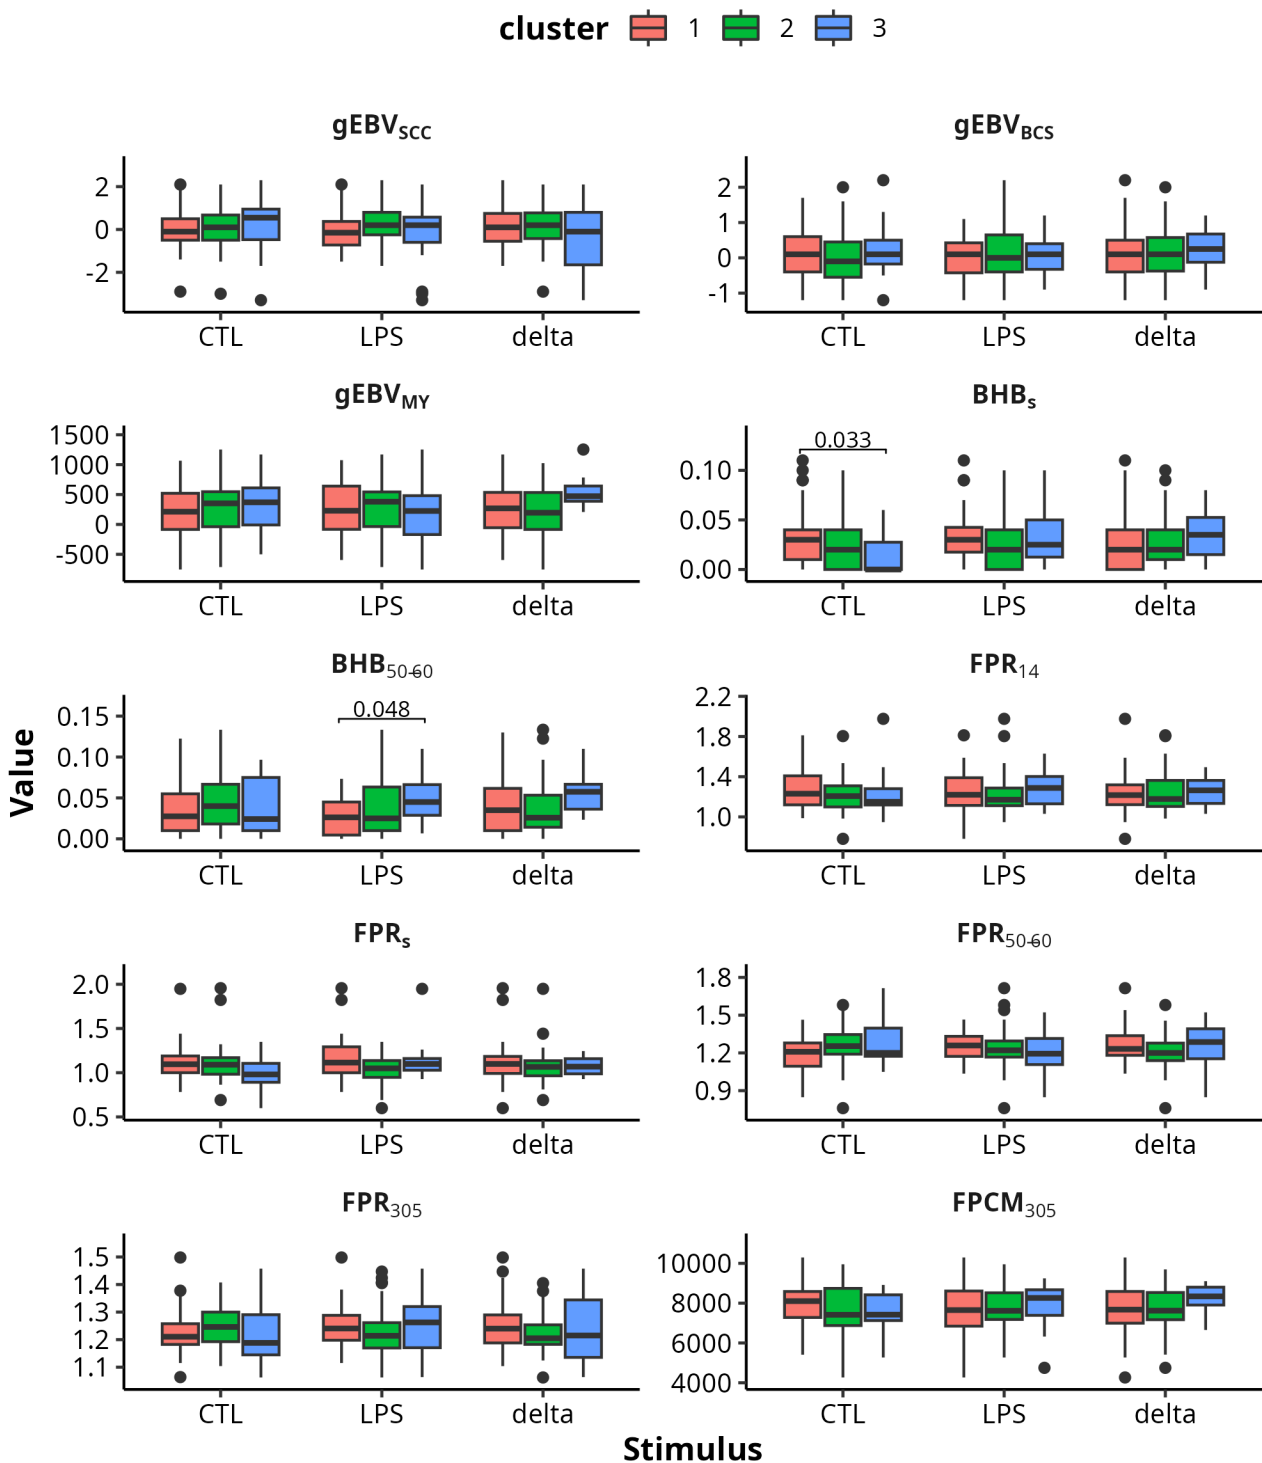 cluster 1 2 3
gEBVSCC
2
0
-2
CTL LPS delta
gEBVBCS
2
1
0
-1
CTL LPS delta
gEBVMY
1500
1000
500
0
-500
CTL LPS delta
BHBs
0.033
0.10
0.05
0.00
CTL LPS delta
BHB50-60
0.048
0.15
0.10
0.05
0.00
CTL LPS delta
FPR14
2.2
1.8
1.4
1.0
CTL LPS delta
FPRs
2.0
1.5
1.0
0.5
CTL LPS delta
FPR50-60
1.8
1.5
1.2
0.9
CTL LPS delta
FPR305
1.5
1.4
1.3
1.2
1.1
CTL LPS delta
FPCM305
10000
8000
6000
4000
CTL LPS delta
Value
Stimulus